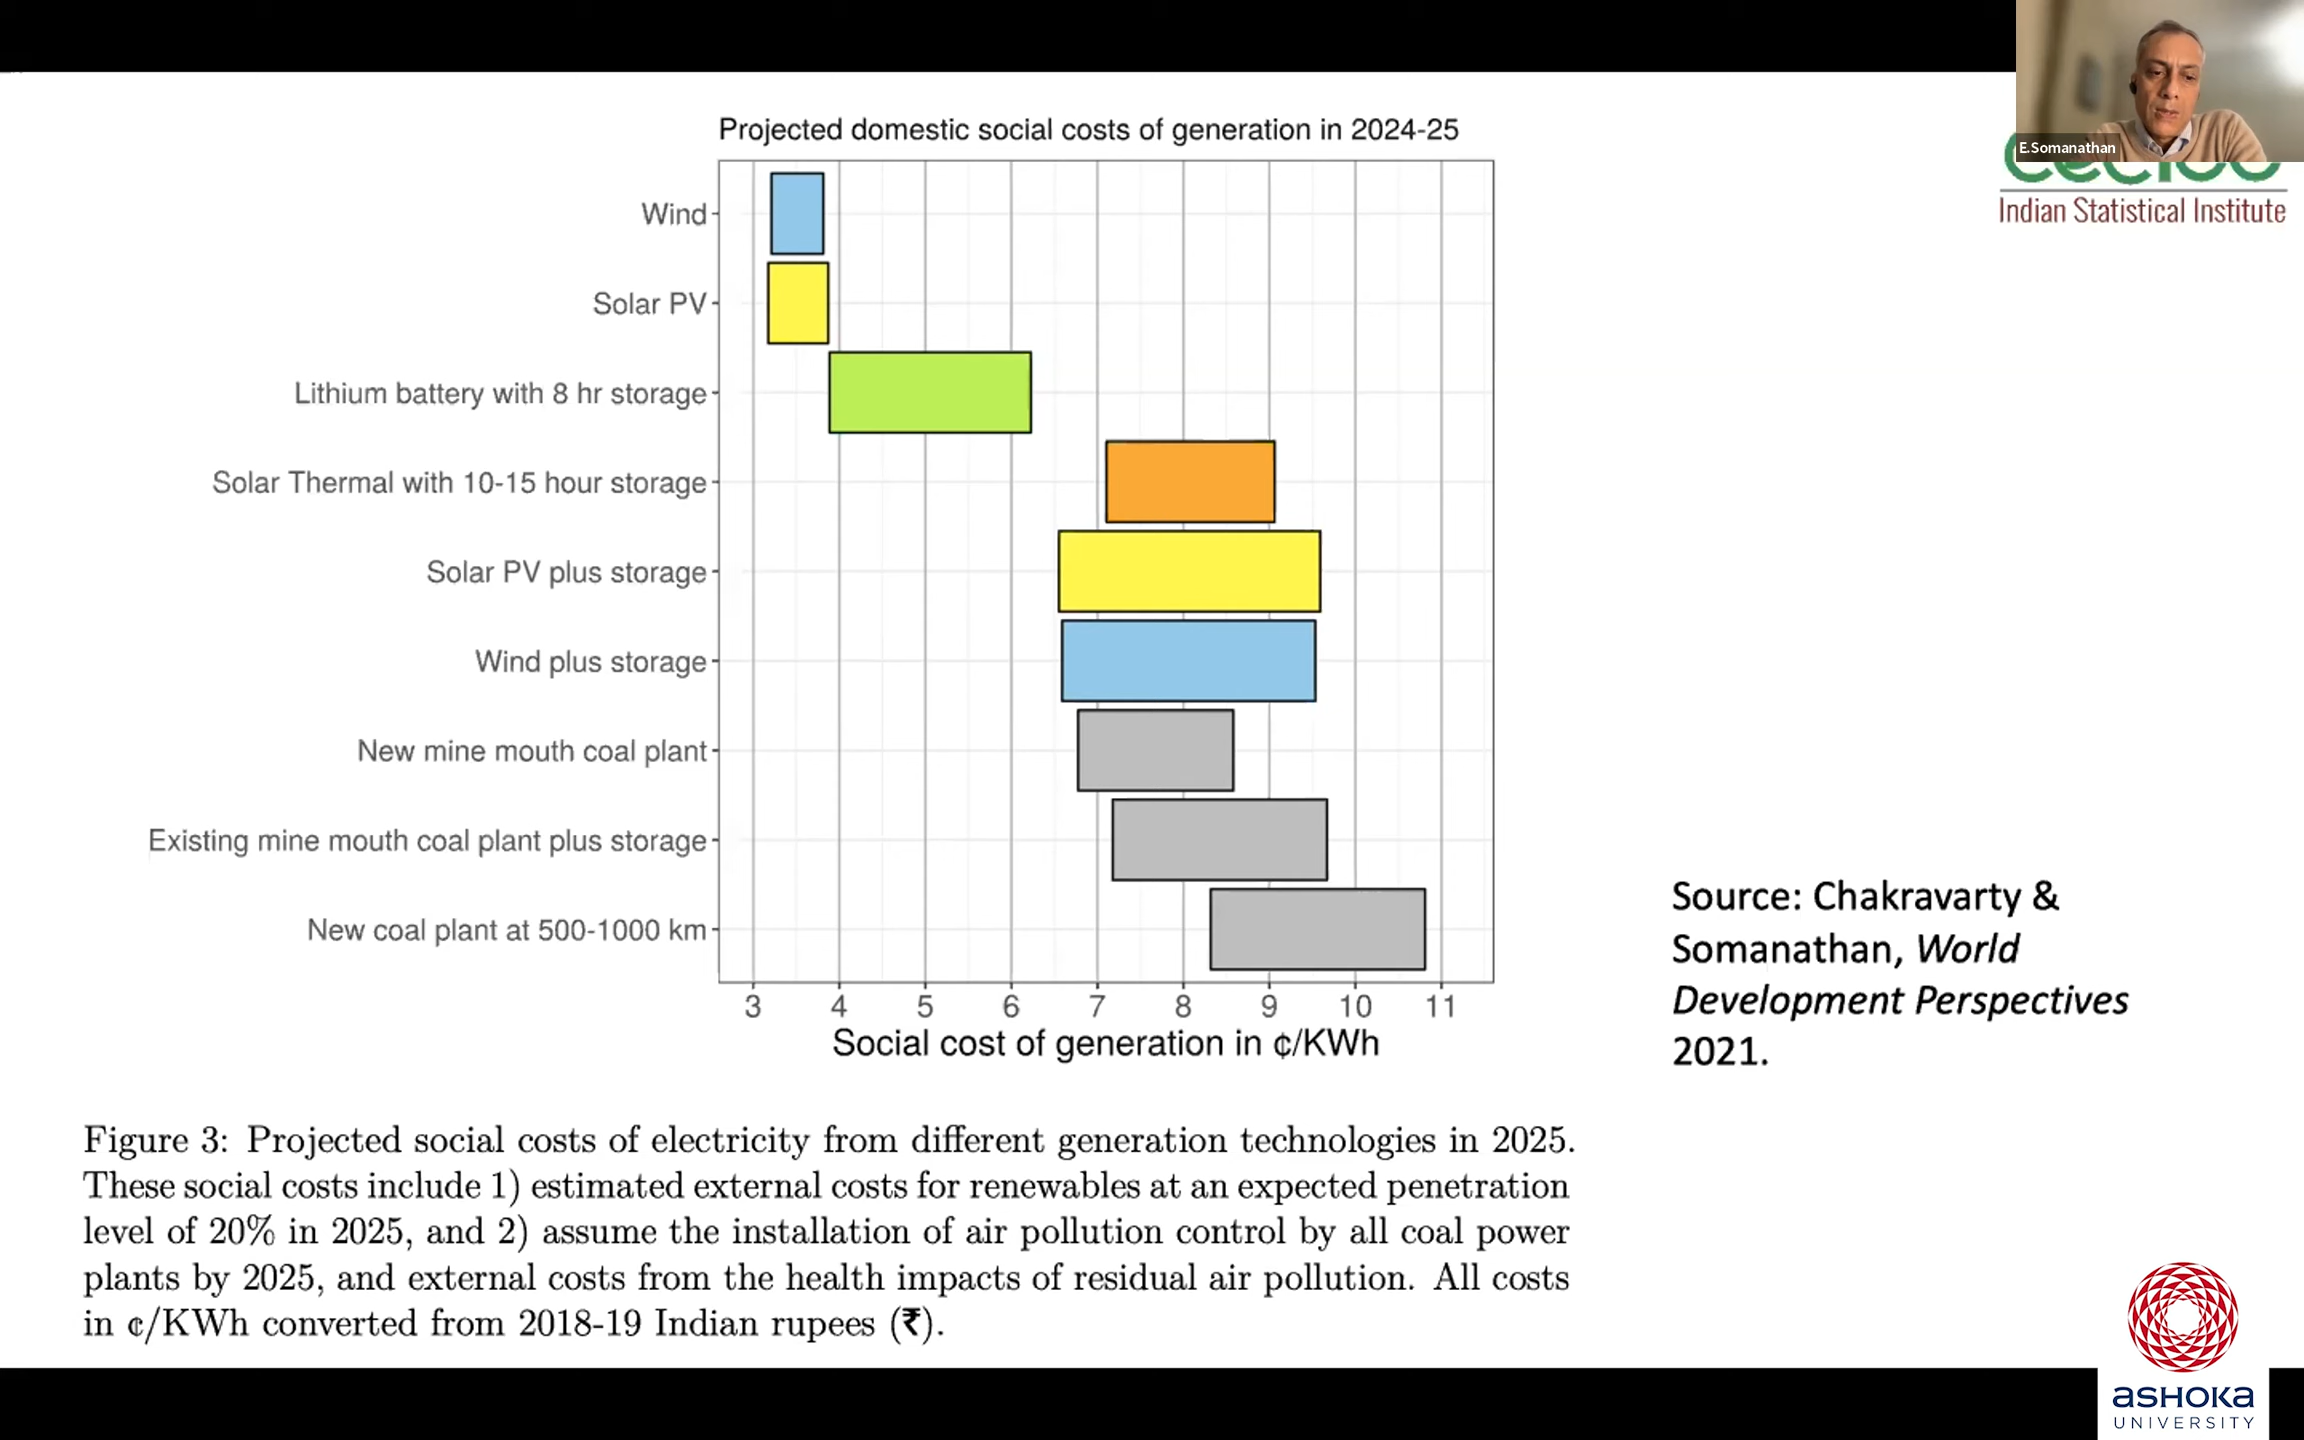 E.Somanathan
Indian Statistical Institute
Projected domestic social costs of generation in 2024-25
Wind
Solar PV
Lithium battery with 8 hr storage
Solar Thermal with 10-15 hour storage
Solar PV plus storage
Wind plus storage
New mine mouth coal plant
Existing mine mouth coal plant plus storage
New coal plant at 500-1000 km
3 4 5 6 7 8 9 10 11
Social cost of generation in ¢/KWh
Source: Chakravarty &
Somanathan, World
Development Perspectives
2021.
Figure 3: Projected social costs of electricity from different generation technologies in 2025.
These social costs include 1) estimated external costs for renewables at an expected penetration
level of 20% in 2025, and 2) assume the installation of air pollution control by all coal power
plants by 2025, and external costs from the health impacts of residual air pollution. All costs
in ¢/KWh converted from 2018-19 Indian rupees (₹).
ASHOKA
UNIVERSITY